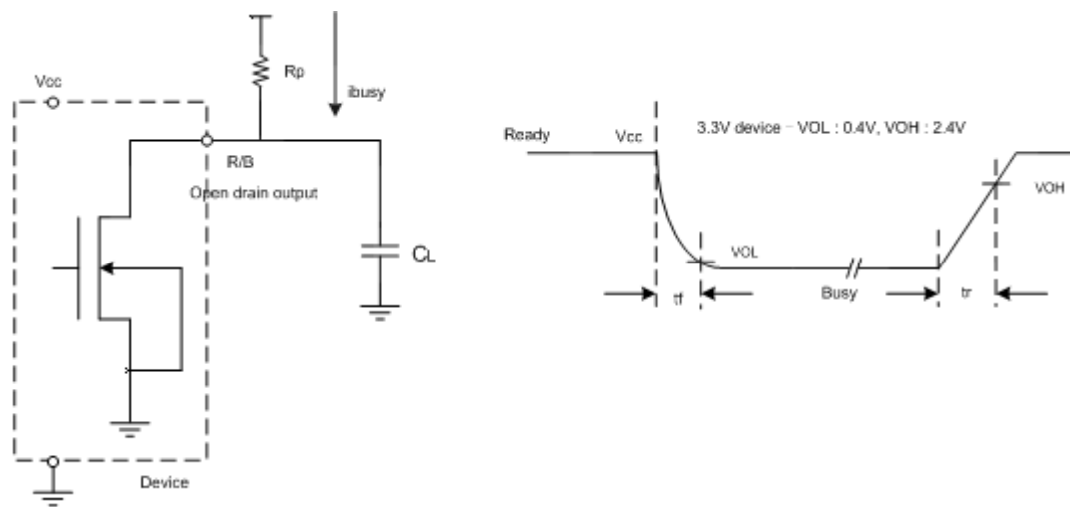 Vcc
Rp
ibusy
R/B
Open drain output
CL
Device
Ready
Vcc
3.3V device - VOL : 0.4V, VOH : 2.4V
VOH
VOL
Busy
tf
tr